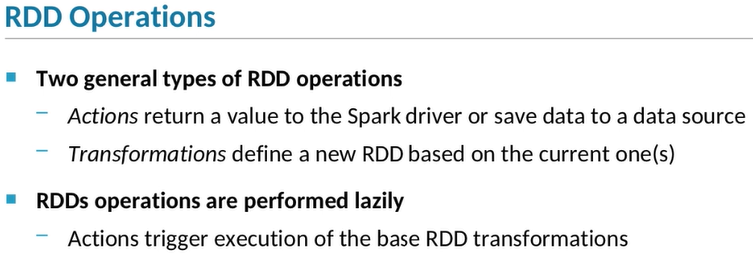 RDD Operations
Two general types of RDD operations
– Actions return a value to the Spark driver or save data to a data source
– Transformations define a new RDD based on the current one(s)
RDDs operations are performed lazily
– Actions trigger execution of the base RDD transformations